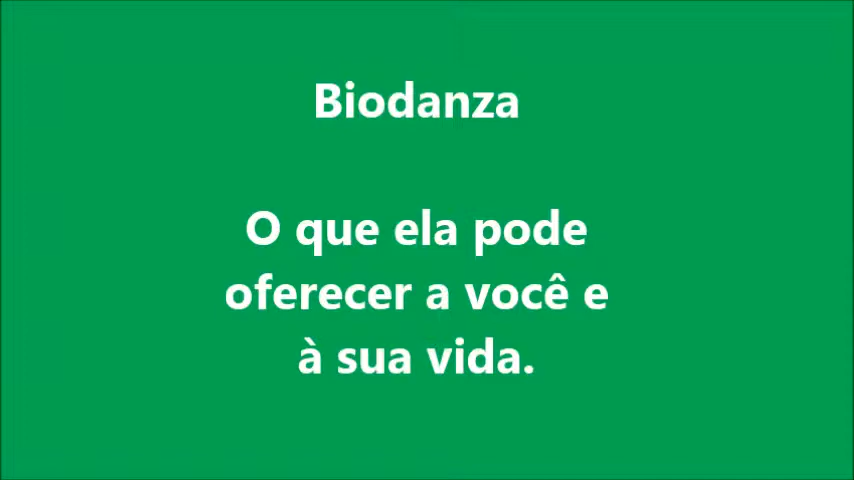 Biodanza
O que ela pode
oferecer a você e
à sua vida.